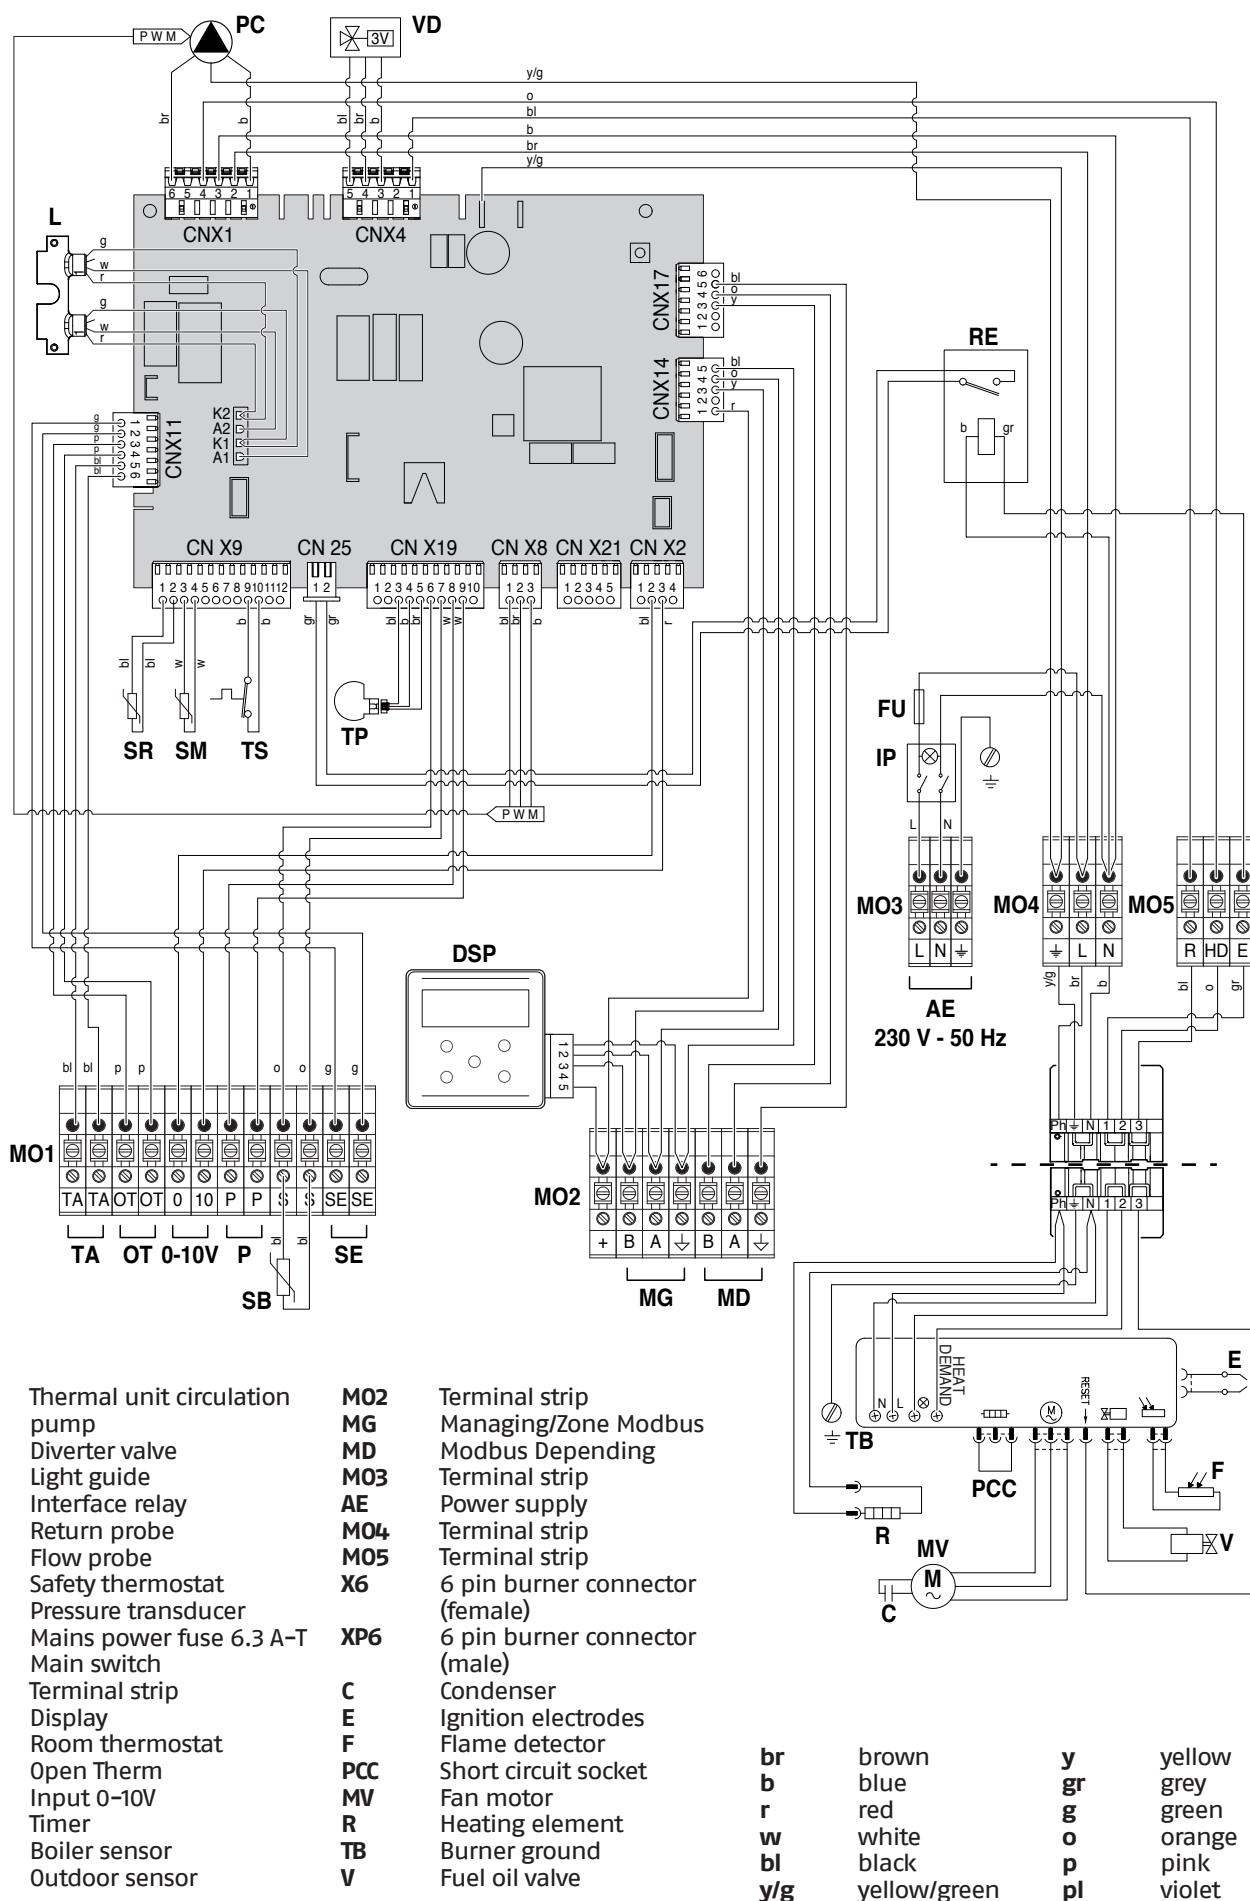 PWM
PC
3V
VD
y/g
o
bl
b
br
y/g
br
b
bl
br
b
6 5 4 3 2 1
5 4 3 2 1
CNX1
CNX4
L
g
w
r
g
w
r
K2
A2
K1
A1
CNX17
1 2 3 4 5 6
bl
o
y
CNX14
1 2 3 4 5
bl
o
y
r
RE
b
gr
g
g
p
p
bl
bl
1 2 3 4 5 6
CNX11
CN X9
CN 25
CN X19
CN X8
CN X21
CN X2
1 2 3 4 5 6 7 8 9 10 11 12
1 2
1 2 3 4 5 6 7 8 9 10
1 2 3
1 2 3 4 5
1 2 3 4
b
b
gr
gr
bl
b
br
w
w
bl
br
b
bl
r
bl
bl
w
w
SR
SM
TS
TP
PWM
FU
IP
L
N
MO3
L N
AE
230 V - 50 Hz
MO4
L N
y/g
br
b
MO5
R HD E
bl
o
gr
DSP
1 2 3 4 5
bl
bl
p
p
o
o
g
g
MO1
TA TA OT OT 0 10 P P S S SE SE
TA
OT
0-10V
P
SE
bl
bl
SB
MO2
+ B A B A
MG
MD
Ph N 1 2 3
Ph N 1 2 3
HEAT
DEMAND
N
L
RESET
M
E
TB
PCC
F
R
V
MV
M
C
Thermal unit circulation
pump
Diverter valve
Light guide
Interface relay
Return probe
Flow probe
Safety thermostat
Pressure transducer
Mains power fuse 6.3 A-T
Main switch
Terminal strip
Display
Room thermostat
Open Therm
Input 0-10V
Timer
Boiler sensor
Outdoor sensor
MO2 Terminal strip
MG Managing/Zone Modbus
MD Modbus Depending
MO3 Terminal strip
AE Power supply
MO4 Terminal strip
MO5 Terminal strip
X6 6 pin burner connector
(female)
XP6 6 pin burner connector
(male)
C Condenser
E Ignition electrodes
F Flame detector
PCC Short circuit socket
MV Fan motor
R Heating element
TB Burner ground
V Fuel oil valve
br brown
b blue
r red
w white
bl black
y/g yellow/green
y yellow
gr grey
g green
o orange
p pink
pl violet